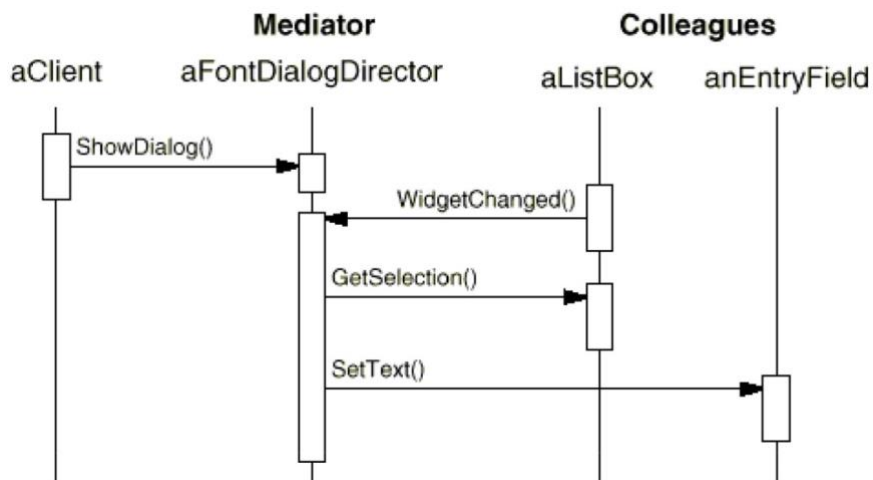 Mediator
Colleagues
aClient
aFontDialogDirector
aListBox
anEntryField
ShowDialog()
WidgetChanged()
GetSelection()
SetText()